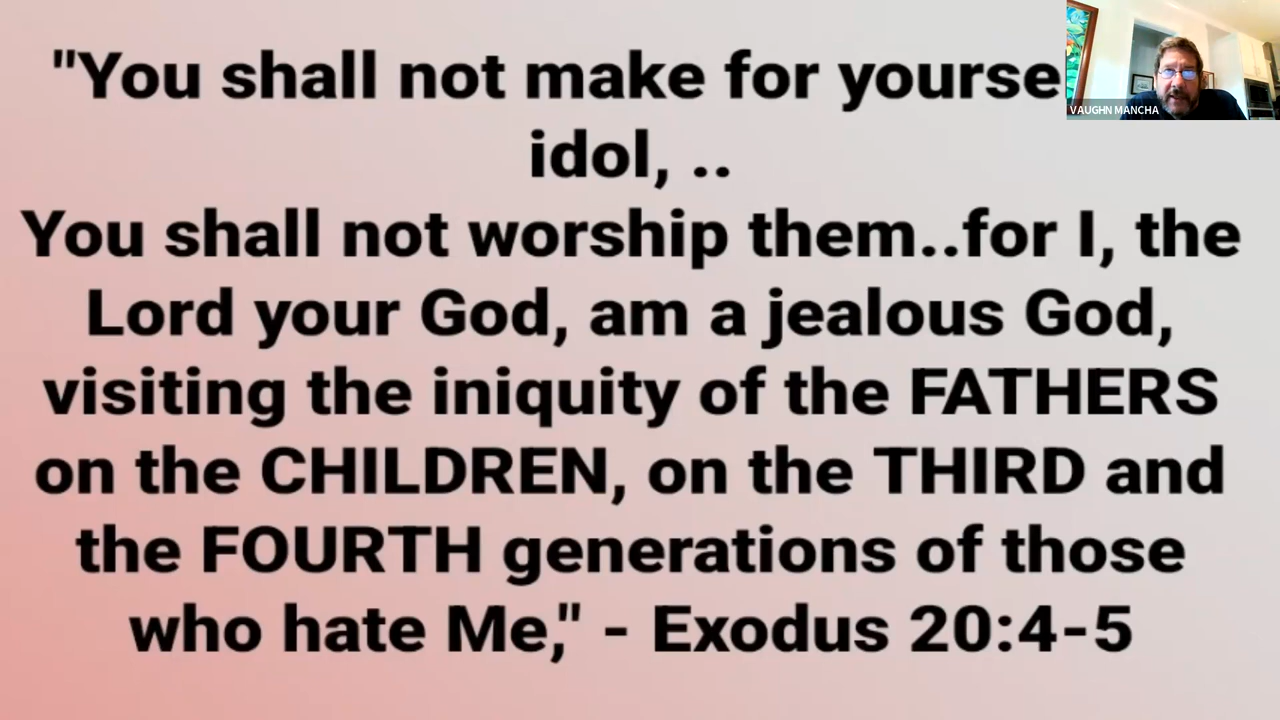 "You shall not make for yourse
VAUGHN MANCHA
idol, ..
You shall not worship them..for I, the
Lord your God, am a jealous God,
visiting the iniquity of the FATHERS
on the CHILDREN, on the THIRD and
the FOURTH generations of those
who hate Me," - Exodus 20:4-5